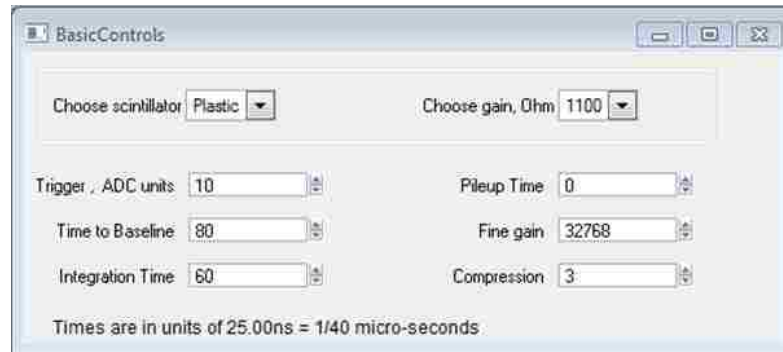 BasicControls
Choose scintillator Plastic Choose gain, Ohm 1100
Trigger , ADC units 10 Pileup Time 0
Time to Baseline 80 Fine gain 32768
Integration Time 60 Compression 3
Times are in units of 25.00ns = 1/40 micro-seconds